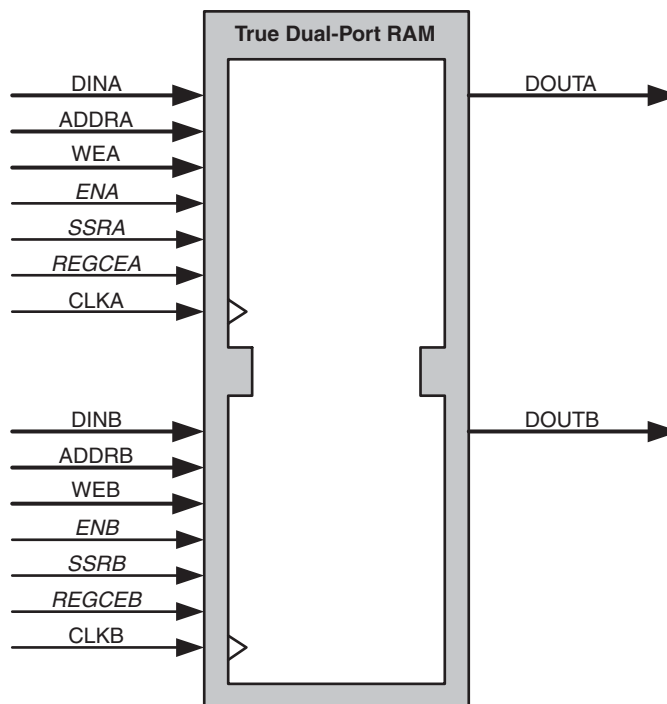 True Dual-Port RAM
DINA
DOUTA
ADDRA
WEA
ENA
SSRA
REGCEA
CLKA
DINB
DOUTB
ADDRB
WEB
ENB
SSRB
REGCEB
CLKB